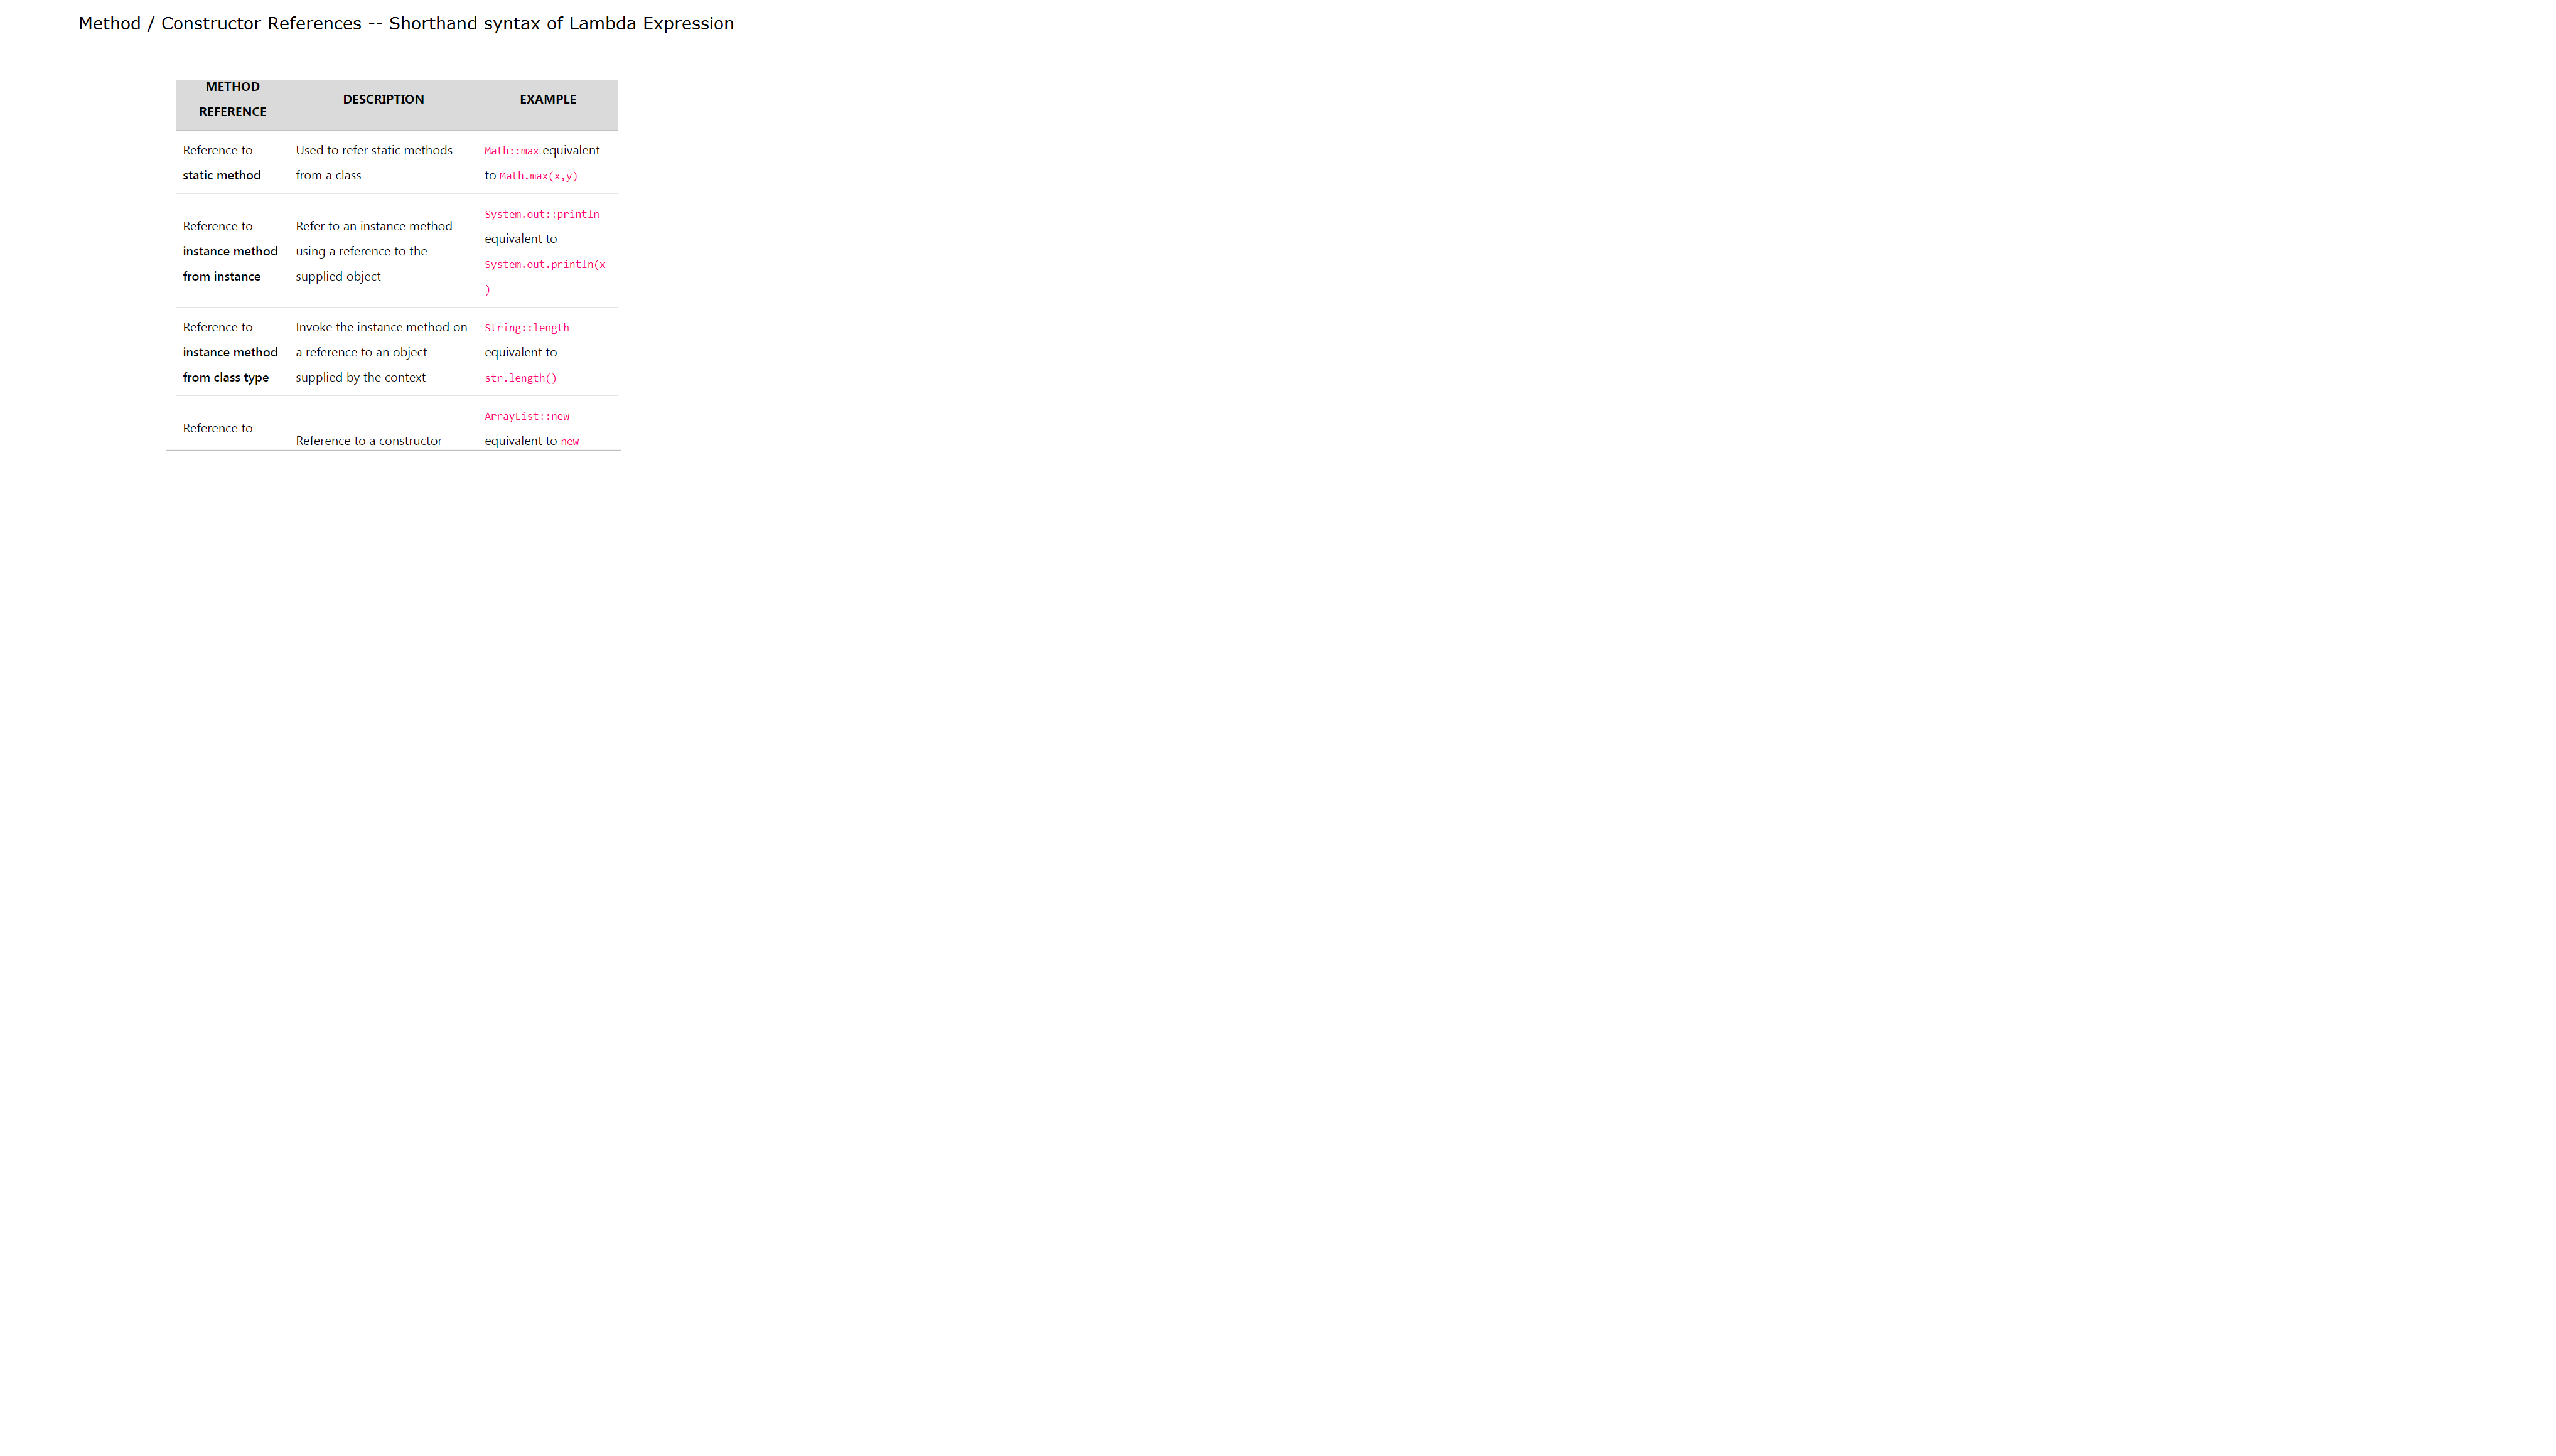 Method / Constructor References -- Shorthand syntax of Lambda Expression
METHOD
REFERENCE
DESCRIPTION
EXAMPLE
Reference to
static method
Used to refer static methods
from a class
Math::max equivalent
to Math.max(x,y)
Reference to
instance method
from instance
Refer to an instance method
using a reference to the
supplied object
System.out::println
equivalent to
System.out.println(x
)
Reference to
instance method
from class type
Invoke the instance method on
a reference to an object
supplied by the context
String::length
equivalent to
str.length()
Reference to
Reference to a constructor
ArrayList::new
equivalent to new